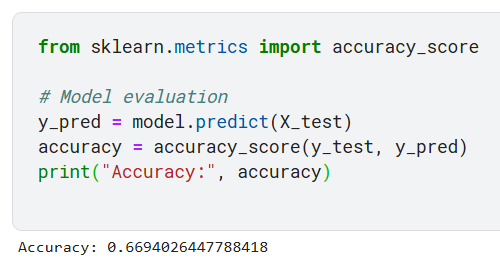 from sklearn.metrics import accuracy_score
# Model evaluation
y_pred = model.predict(X_test)
accuracy = accuracy_score(y_test, y_pred)
print("Accuracy:", accuracy)
Accuracy: 0.6694026447788418